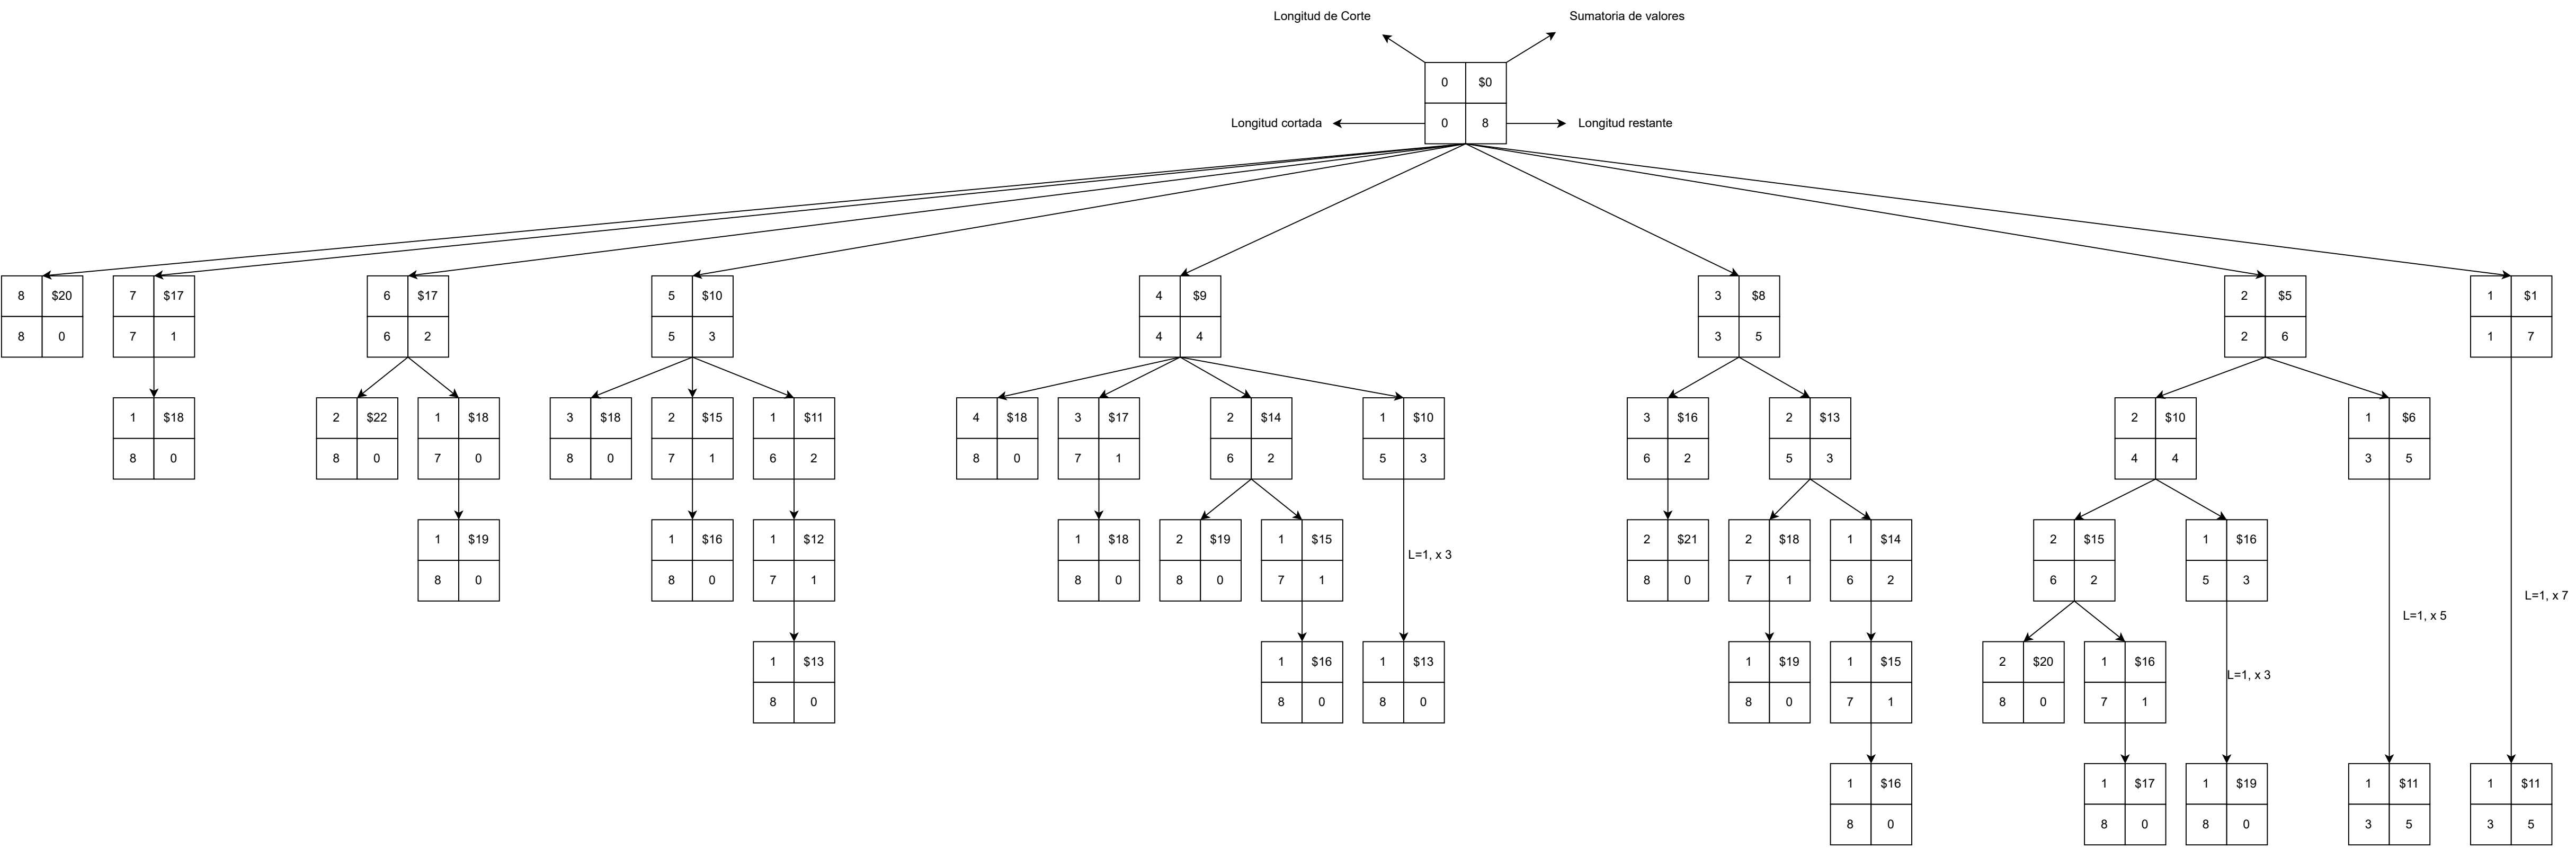 Longitud de Corte Sumatoria de valores
0 $0
Longitud cortada 0 8 Longitud restante
8 $20 7 $17 6 $17 5 $10 4 $9 3 $8 2 $5 1 $1
8 0 7 1 6 2 5 3 4 4 3 5 2 6 1 7
1 $18 2 $22 1 $18 3 $18 2 $15 1 $11 4 $18 3 $17 2 $14 1 $10 3 $16 2 $13 2 $10 1 $6
8 0 8 0 7 0 8 0 7 1 6 2 8 0 7 1 6 2 5 3 6 2 5 3 4 4 3 5
1 $19 1 $16 1 $12 1 $18 2 $19 1 $15 2 $21 2 $18 1 $14 2 $15 1 $16
L=1, x 3
8 0 8 0 7 1 8 0 8 0 7 1 8 0 7 1 6 2 6 2 5 3
L=1, x 7
L=1, x 5
1 $13 1 $16 1 $13 1 $19 1 $15 2 $20 1 $16
L=1, x 3
8 0 8 0 8 0 8 0 7 1 8 0 7 1
1 $16 1 $17 1 $19 1 $11 1 $11
8 0 8 0 8 0 3 5 3 5